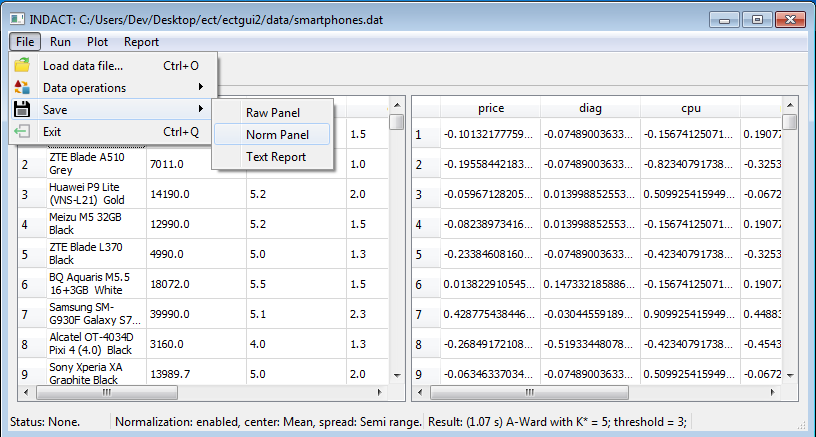 INDACT: C:/Users/Dev/Desktop/ect/ectgui2/data/smartphones.dat
File Run Plot Report
Load data file... Ctrl+O
Data operations
Save
Exit Ctrl+Q
Raw Panel
Norm Panel
Text Report
1.5
2 ZTE Blade A510 Grey 7011.0 1.0
3 Huawei P9 Lite (VNS-L21) Gold 14190.0 5.2 2.0
4 Meizu M5 32GB Black 12990.0 5.2 1.5
5 ZTE Blade L370 Black 4990.0 5.0 1.3
6 BQ Aquaris M5.5 16+3GB White 18072.0 5.5 1.5
7 Samsung SM-G930F Galaxy S7... 39990.0 5.1 2.3
8 Alcatel OT-4034D Pixi 4 (4.0) Black 3160.0 4.0 1.3
9 Sony Xperia XA Graphite Black 13989.7 5.0 2.0
price diag cpu
1 -0.10132177759... -0.07489003633... -0.15674125071... 0.19077
2 -0.19558442183... -0.07489003633... -0.82340791738... -0.3253
3 -0.05967128205... 0.013998852553... 0.509925415949... -0.0672
4 -0.08238973416... 0.013998852553... -0.15674125071... 0.19077
5 -0.23384608160... -0.07489003633... -0.42340791738... -0.3253
6 0.013822910545... 0.147332185886... -0.15674125071... 0.19077
7 0.428775438446... -0.03044559189... 0.909925415949... 0.44883
8 -0.26849172108... -0.51933448078... -0.42340791738... -0.4543
9 -0.06346337034... -0.07489003633... 0.509925415949... -0.0672
Status: None. Normalization: enabled, center: Mean, spread: Semi range. Result: (1.07 s) A-Ward with K* = 5; threshold = 3;